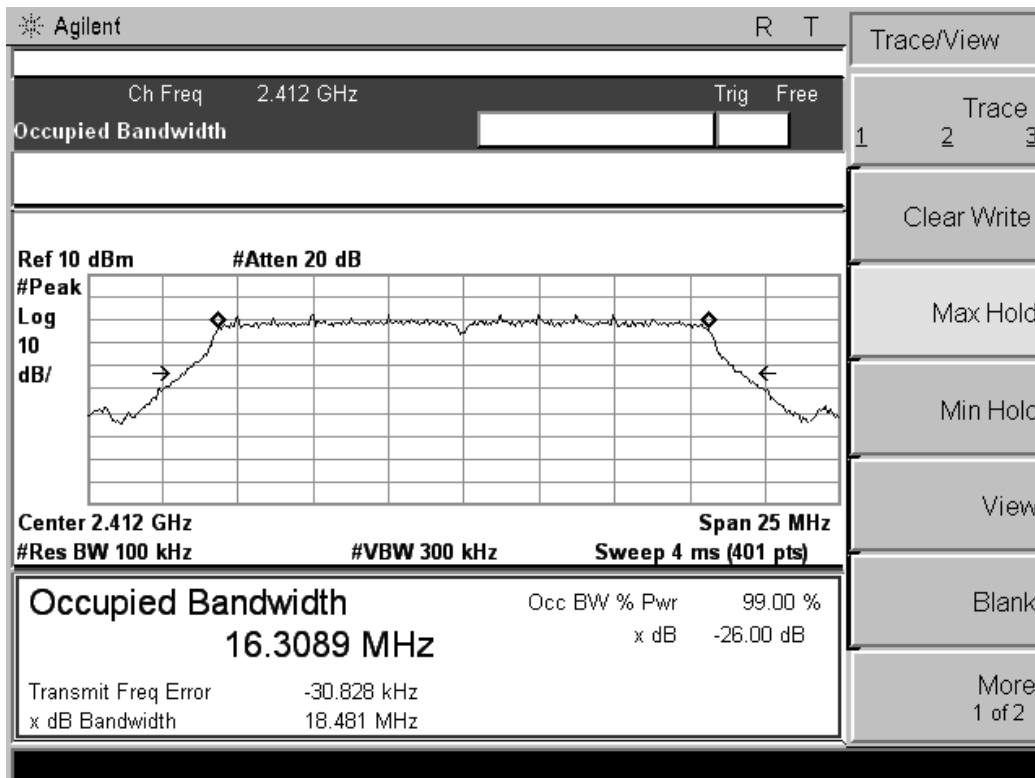 Agilent R T
Ch Freq 2.412 GHz Trig Free
Occupied Bandwidth
Ref 10 dBm #Atten 20 dB
#Peak
Log
10
dB/
Center 2.412 GHz Span 25 MHz
#Res BW 100 kHz #VBW 300 kHz Sweep 4 ms (401 pts)
Occupied Bandwidth
16.3089 MHz
Occ BW % Pwr 99.00 %
x dB -26.00 dB
Transmit Freq Error -30.828 kHz
x dB Bandwidth 18.481 MHz
Trace/View
Trace
1 2 3
Clear Write
Max Hold
Min Hold
View
Blank
More
1 of 2